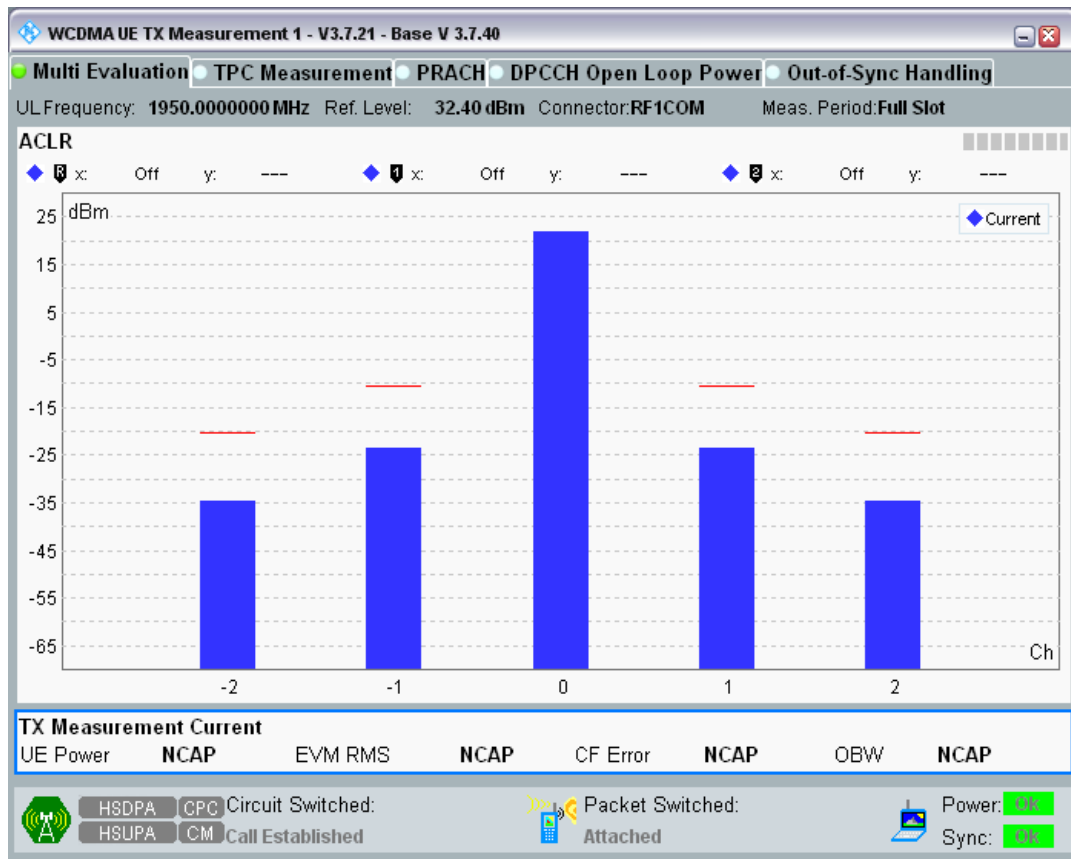 WCDMA UE TX Measurement 1 - V3.7.21 - Base V 3.7.40
Multi Evaluation TPC Measurement PRACH DPCCH Open Loop Power Out-of-Sync Handling
UL Frequency: 1950.0000000 MHz Ref. Level: 32.40 dBm Connector:RF1COM Meas. Period:Full Slot
ACLR
R x: Off y: --- 1 x: Off y: --- 2 x: Off y: ---
dBm
Current
25
15
5
-5
-15
-25
-35
-45
-55
-65
Ch
-2 -1 0 1 2
TX Measurement Current
UE Power NCAP EVM RMS NCAP CF Error NCAP OBW NCAP
HSDPA CPC Circuit Switched: Packet Switched: Power: OK
HSUPA CM Call Established Attached Sync: OK